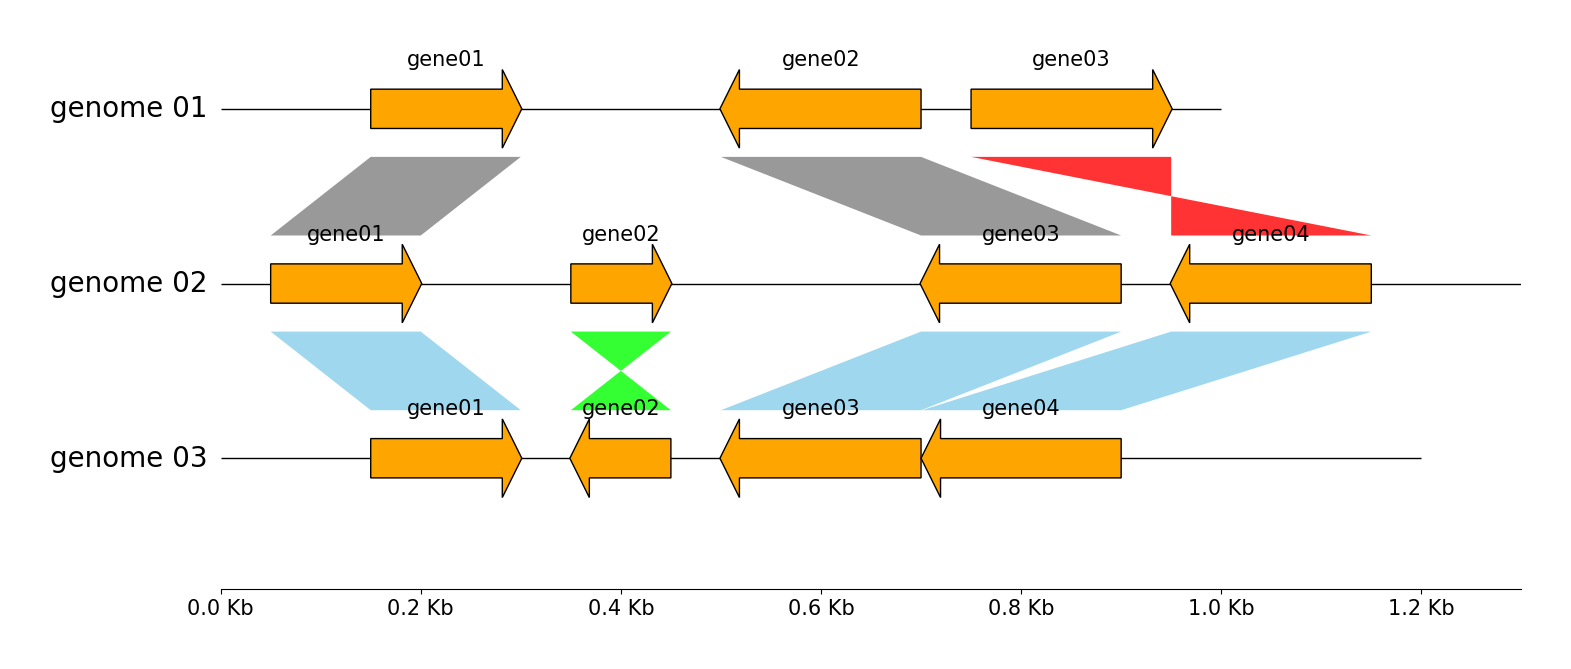 gene01 gene02 gene03
genome 01
gene01 gene02 gene03 gene04
genome 02
gene01 gene02 gene03 gene04
genome 03
0.0 Kb 0.2 Kb 0.4 Kb 0.6 Kb 0.8 Kb 1.0 Kb 1.2 Kb